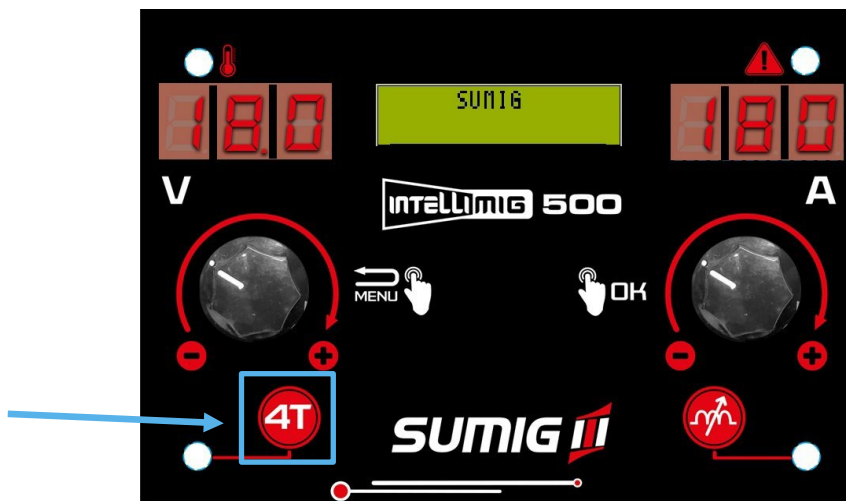 SUMIG
18.0
180
V
A
INTELLIMIG 500
MENU
OK
4T
SUMIG